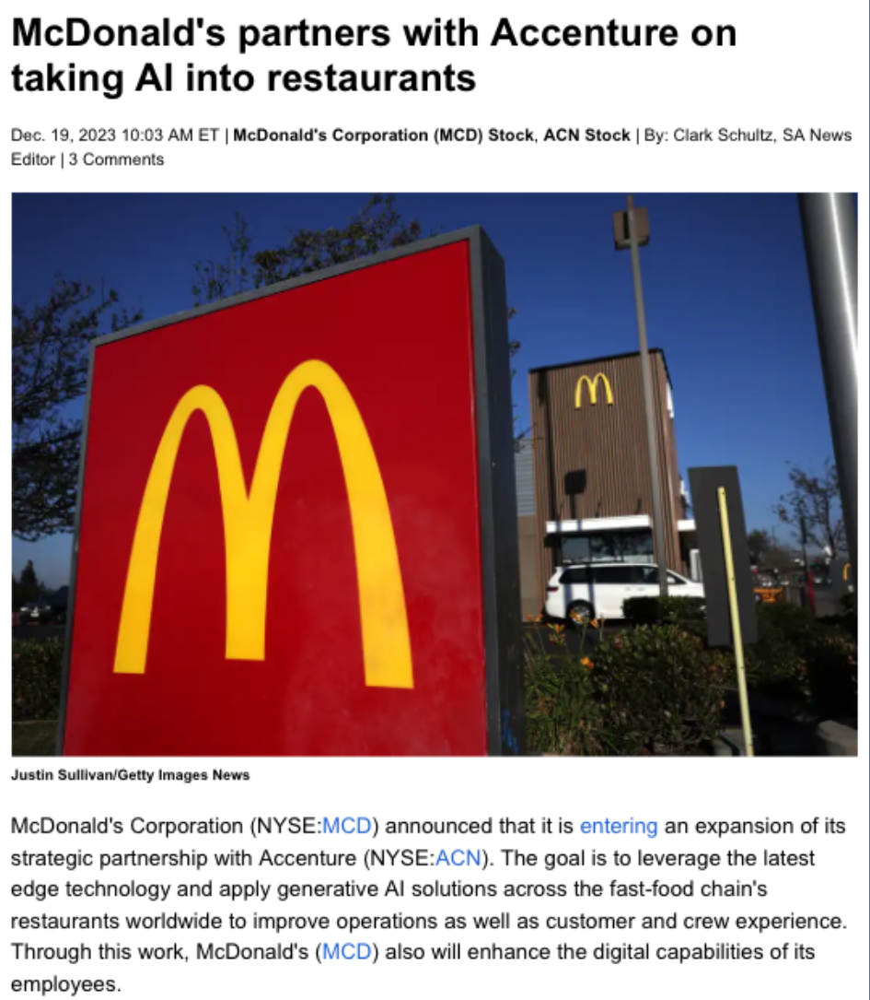 McDonald's partners with Accenture on
taking AI into restaurants
Dec. 19, 2023 10:03 AM ET | McDonald's Corporation (MCD) Stock, ACN Stock | By: Clark Schultz, SA News
Editor | 3 Comments
Justin Sullivan/Getty Images News
McDonald's Corporation (NYSE:MCD) announced that it is entering an expansion of its
strategic partnership with Accenture (NYSE:ACN). The goal is to leverage the latest
edge technology and apply generative AI solutions across the fast-food chain's
restaurants worldwide to improve operations as well as customer and crew experience.
Through this work, McDonald's (MCD) also will enhance the digital capabilities of its
employees.